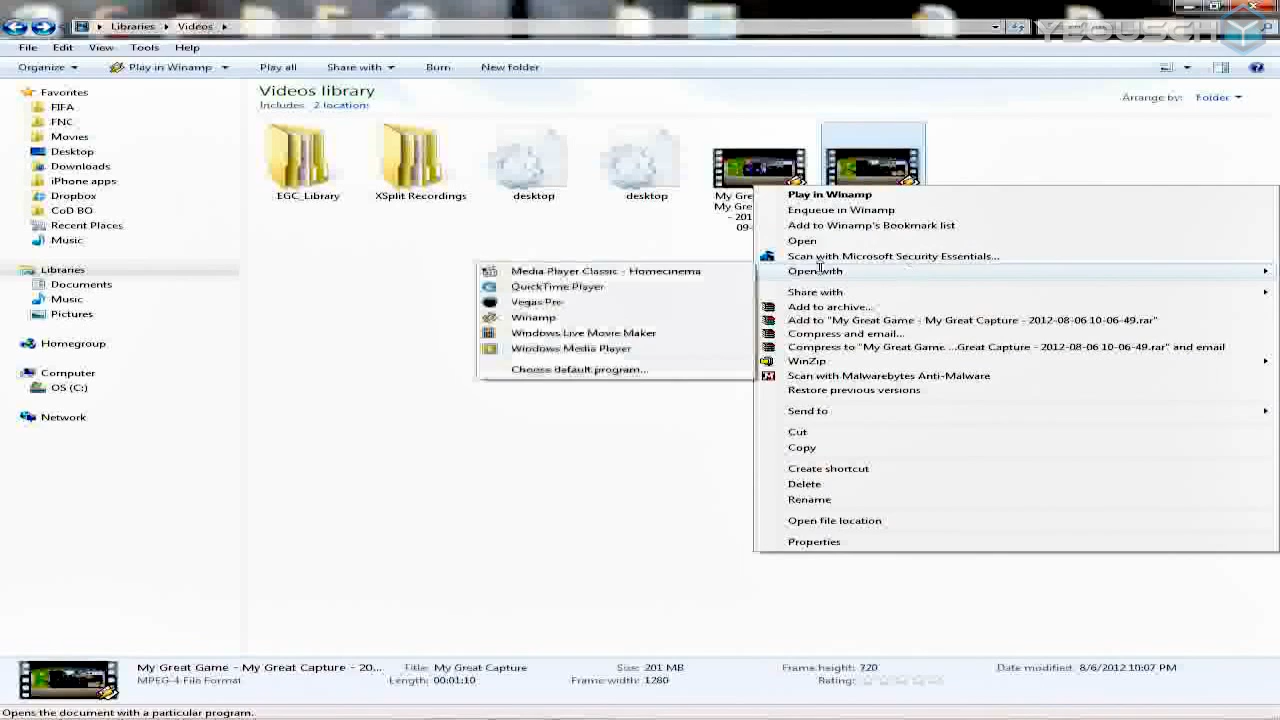 YEOUSCH
Libraries
Videos
File Edit View Tools Help
Organize Play in Winamp Play all Share with Burn New folder
Videos library
Includes: 2 locations
Arrange by: Folder
Favorites
FIFA
FNC
Movies
Desktop
Downloads
iPhone apps
Dropbox
CoD BO
Recent Places
Music
Libraries
Documents
Music
Pictures
Homegroup
Computer
OS (C:)
Network
EGC_Library
XSplit Recordings
desktop
desktop
My Gre
My Grea
- 201
09-
Play in Winamp
Enqueue in Winamp
Add to Winamp's Bookmark list
Open
Scan with Microsoft Security Essentials...
Open with
Share with
Add to archive...
Add to "My Great Game - My Great Capture - 2012-08-06 10-06-49.rar"
Compress and email...
Compress to "My Great Game ...Great Capture - 2012-08-06 10-06-49.rar" and email
WinZip
Scan with Malwarebytes Anti-Malware
Restore previous versions
Send to
Cut
Copy
Create shortcut
Delete
Rename
Open file location
Properties
Media Player Classic - Homecinema
QuickTime Player
Vegas Pro
Winamp
Windows Live Movie Maker
Windows Media Player
Choose default program...
My Great Game - My Great Capture - 20... Title: My Great Capture Size: 201 MB Frame height: 720 Date modified: 8/6/2012 10:07 PM
MPEG-4 File Format Length: 00:01:10 Frame width: 1280 Rating:
Opens the document with a particular program.